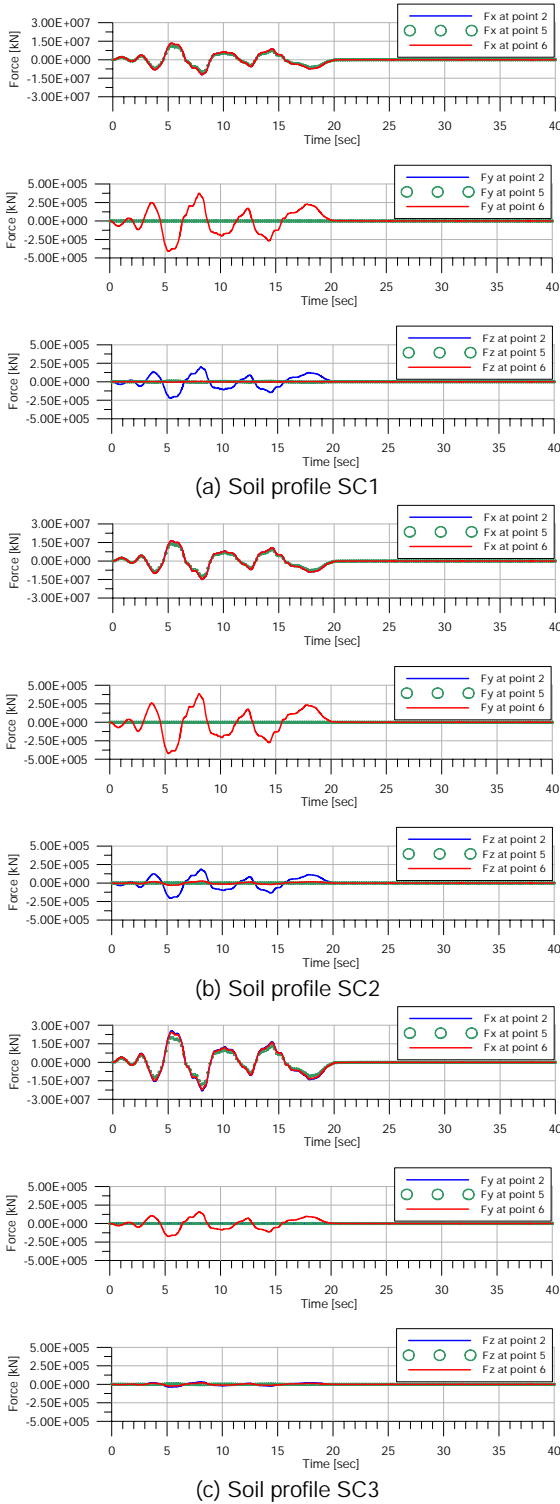 3.00E+007
1.50E+007
0.00E+000
-1.50E+007
-3.00E+007
Force [kN]
0 5 10 15 20 25 30 35 40
Time [sec]
Fx at point 2
Fx at point 5
Fx at point 6
5.00E+005
2.50E+005
0.00E+000
-2.50E+005
-5.00E+005
Force [kN]
0 5 10 15 20 25 30 35 40
Time [sec]
Fy at point 2
Fy at point 5
Fy at point 6
5.00E+005
2.50E+005
0.00E+000
-2.50E+005
-5.00E+005
Force [kN]
0 5 10 15 20 25 30 35 40
Time [sec]
Fz at point 2
Fz at point 5
Fz at point 6
(a) Soil profile SC1
3.00E+007
1.50E+007
0.00E+000
-1.50E+007
-3.00E+007
Force [kN]
0 5 10 15 20 25 30 35 40
Time [sec]
Fx at point 2
Fx at point 5
Fx at point 6
5.00E+005
2.50E+005
0.00E+000
-2.50E+005
-5.00E+005
Force [kN]
0 5 10 15 20 25 30 35 40
Time [sec]
Fy at point 2
Fy at point 5
Fy at point 6
5.00E+005
2.50E+005
0.00E+000
-2.50E+005
-5.00E+005
Force [kN]
0 5 10 15 20 25 30 35 40
Time [sec]
Fz at point 2
Fz at point 5
Fz at point 6
(b) Soil profile SC2
3.00E+007
1.50E+007
0.00E+000
-1.50E+007
-3.00E+007
Force [kN]
0 5 10 15 20 25 30 35 40
Time [sec]
Fx at point 2
Fx at point 5
Fx at point 6
5.00E+005
2.50E+005
0.00E+000
-2.50E+005
-5.00E+005
Force [kN]
0 5 10 15 20 25 30 35 40
Time [sec]
Fy at point 2
Fy at point 5
Fy at point 6
5.00E+005
2.50E+005
0.00E+000
-2.50E+005
-5.00E+005
Force [kN]
0 5 10 15 20 25 30 35 40
Time [sec]
Fz at point 2
Fz at point 5
Fz at point 6
(c) Soil profile SC3